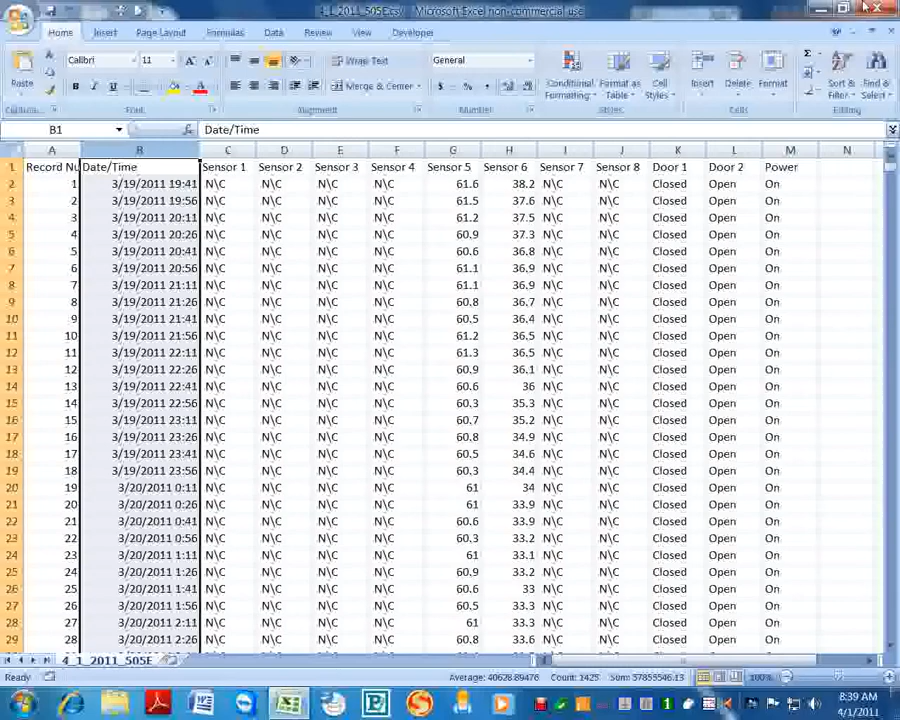 4_1_2011_505E.csv - Microsoft Excel non-commercial use
Home Insert Page Layout Formulas Data Review View Developer
Calibri 11 Wrap Text General Conditional Format as Cell Insert Delete Format Sort & Find &
Paste Merge & Center $ % , Formatting Table Styles Filter Select
Font Alignment Number Styles Cells Editing
B1 Date/Time
A B C D E F G H I J K L M N
1 Record Nu Date/Time Sensor 1 Sensor 2 Sensor 3 Sensor 4 Sensor 5 Sensor 6 Sensor 7 Sensor 8 Door 1 Door 2 Power
2 1 3/19/2011 19:41 N\C N\C N\C N\C 61.6 38.2 N\C N\C Closed Open On
3 2 3/19/2011 19:56 N\C N\C N\C N\C 61.5 37.6 N\C N\C Closed Open On
4 3 3/19/2011 20:11 N\C N\C N\C N\C 61.2 37.5 N\C N\C Closed Open On
5 4 3/19/2011 20:26 N\C N\C N\C N\C 60.9 37.3 N\C N\C Closed Open On
6 5 3/19/2011 20:41 N\C N\C N\C N\C 60.6 36.8 N\C N\C Closed Open On
7 6 3/19/2011 20:56 N\C N\C N\C N\C 61.1 36.9 N\C N\C Closed Open On
8 7 3/19/2011 21:11 N\C N\C N\C N\C 61.1 36.9 N\C N\C Closed Open On
9 8 3/19/2011 21:26 N\C N\C N\C N\C 60.8 36.7 N\C N\C Closed Open On
10 9 3/19/2011 21:41 N\C N\C N\C N\C 60.5 36.4 N\C N\C Closed Open On
11 10 3/19/2011 21:56 N\C N\C N\C N\C 61.2 36.5 N\C N\C Closed Open On
12 11 3/19/2011 22:11 N\C N\C N\C N\C 61.3 36.5 N\C N\C Closed Open On
13 12 3/19/2011 22:26 N\C N\C N\C N\C 60.9 36.1 N\C N\C Closed Open On
14 13 3/19/2011 22:41 N\C N\C N\C N\C 60.6 36 N\C N\C Closed Open On
15 14 3/19/2011 22:56 N\C N\C N\C N\C 60.3 35.3 N\C N\C Closed Open On
16 15 3/19/2011 23:11 N\C N\C N\C N\C 60.7 35.2 N\C N\C Closed Open On
17 16 3/19/2011 23:26 N\C N\C N\C N\C 60.8 34.9 N\C N\C Closed Open On
18 17 3/19/2011 23:41 N\C N\C N\C N\C 60.5 34.6 N\C N\C Closed Open On
19 18 3/19/2011 23:56 N\C N\C N\C N\C 60.3 34.4 N\C N\C Closed Open On
20 19 3/20/2011 0:11 N\C N\C N\C N\C 61 34 N\C N\C Closed Open On
21 20 3/20/2011 0:26 N\C N\C N\C N\C 61 33.9 N\C N\C Closed Open On
22 21 3/20/2011 0:41 N\C N\C N\C N\C 60.6 33.9 N\C N\C Closed Open On
23 22 3/20/2011 0:56 N\C N\C N\C N\C 60.3 33.2 N\C N\C Closed Open On
24 23 3/20/2011 1:11 N\C N\C N\C N\C 61 33.1 N\C N\C Closed Open On
25 24 3/20/2011 1:26 N\C N\C N\C N\C 60.9 33.2 N\C N\C Closed Open On
26 25 3/20/2011 1:41 N\C N\C N\C N\C 60.6 33 N\C N\C Closed Open On
27 26 3/20/2011 1:56 N\C N\C N\C N\C 60.5 33.3 N\C N\C Closed Open On
28 27 3/20/2011 2:11 N\C N\C N\C N\C 61 33.3 N\C N\C Closed Open On
29 28 3/20/2011 2:26 N\C N\C N\C N\C 60.8 33.6 N\C N\C Closed Open On
4_1_2011_505E
Ready Average: 40628.89476 Count: 1425 Sum: 57855546.13 100%
8:39 AM
4/1/2011